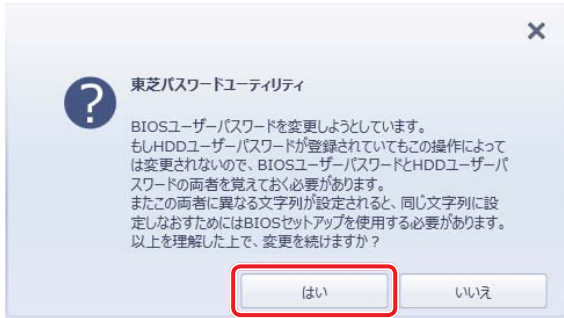 東芝パスワードユーティリティ
BIOSユーザーパスワードを変更しようとしています。
もしHDDユーザーパスワードが登録されていてもこの操作によって
は変更されないので、BIOSユーザーパスワードとHDDユーザーパ
スワードの両者を覚えておく必要があります。
またこの両者に異なる文字列が設定されると、同じ文字列に設
定しなおすためにはBIOSセットアップを使用する必要があります。
以上を理解した上で、変更を続けますか？
はい
いいえ